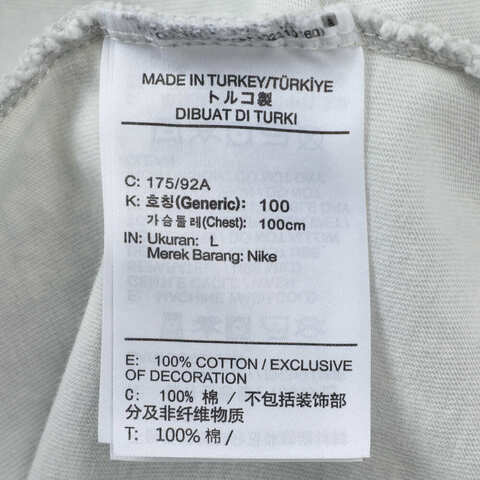 MADE IN TURKEY/TÜRKİYE
トルコ製
DIBUAT DI TURKI
C: 175/92A
K: 호칭(Generic): 100
가슴둘레(Chest): 100cm
IN: Ukuran: L
Merek Barang: Nike
E: 100% COTTON / EXCLUSIVE
OF DECORATION
C: 100% 棉 / 不包括装饰部
分及非纤维物质
T: 100% 棉 /